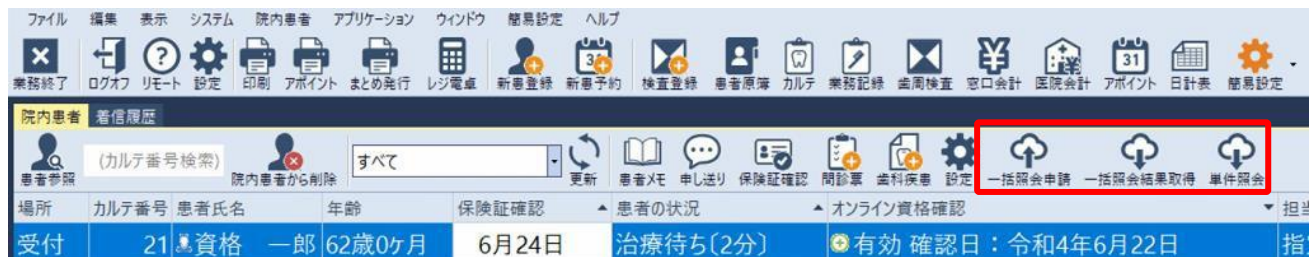 ファイル 編集 表示 システム 院内患者 アプリケーション ウィンドウ 簡易設定 ヘルプ
業務終了 ログオフ リモート 設定 印刷 アポイント まとめ発行 レジ電卓 新患登録 新患予約 検査登録 患者原簿 カルテ 業務記録 歯周検査 窓口会計 医院会計 アポイント 日計表 簡易設定
院内患者 着信履歴
患者参照 (カルテ番号検索) 院内患者から削除 すべて 更新 患者メモ 申し送り 保険証確認 問診票 歯科疾患 設定 一括照会申請 一括照会結果取得 単件照会
場所 カルテ番号 患者氏名 年齢 保険証確認 患者の状況 オンライン資格確認 担当
受付 21 資格 一郎 62歳0ヶ月 6月24日 治療待ち〔2分〕 有効 確認日：令和4年6月22日